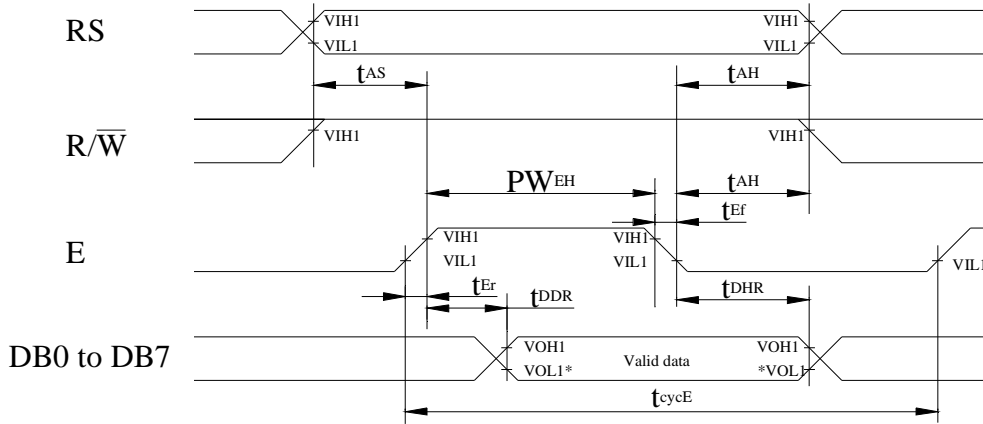 RS
VIH1
VIL1
VIH1
VIL1
tAS
tAH
R/W̅
VIH1
VIH1
PWEH
tAH
tEf
E
VIH1
VIL1
VIH1
VIL1
VIL1
tEr
tDDR
tDHR
DB0 to DB7
VOH1
VOL1*
Valid data
VOH1
*VOL1
tcycE